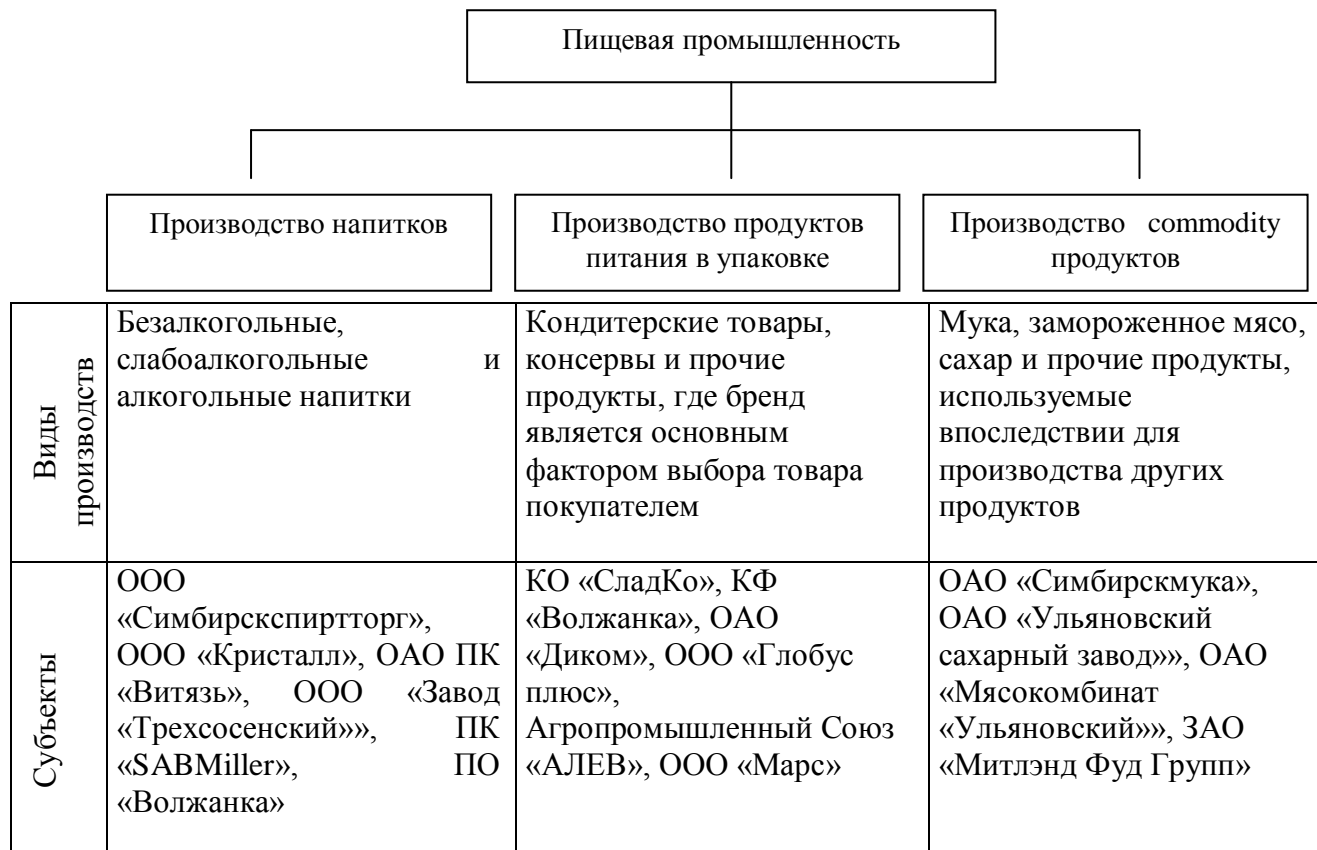 Пищевая промышленность
Производство напитков
Производство продуктов
питания в упаковке
Производство commodity
продуктов
Виды
производств
Безалкогольные,
слабоалкогольные и
алкогольные напитки
Кондитерские товары,
консервы и прочие
продукты, где бренд
является основным
фактором выбора товара
покупателем
Мука, замороженное мясо,
сахар и прочие продукты,
используемые
впоследствии для
производства других
продуктов
Субъекты
ООО
«Симбирскспиртторг»,
ООО «Кристалл», ОАО ПК
«Витязь», ООО «Завод
«Трехсосенский»», ПК
«SABMiller», ПО
«Волжанка»
КО «СладКо», КФ
«Волжанка», ОАО
«Диком», ООО «Глобус
плюс»,
Агропромышленный Союз
«АЛЕВ», ООО «Марс»
ОАО «Симбирскмука»,
ОАО «Ульяновский
сахарный завод»», ОАО
«Мясокомбинат
«Ульяновский»», ЗАО
«Митлэнд Фуд Групп»